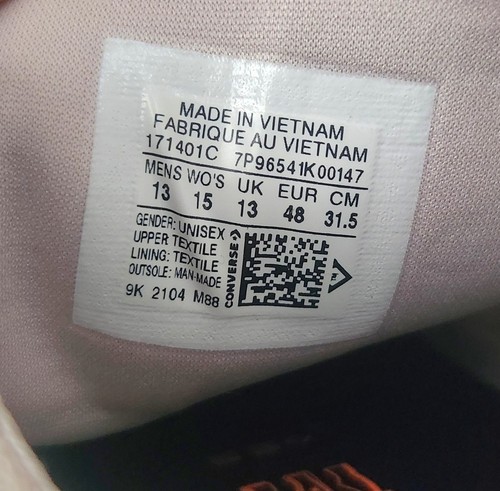 MADE IN VIETNAM
FABRIQUE AU VIETNAM
171401C 7P96541K00147
MENS WO'S UK EUR CM
13 15 13 48 31.5
GENDER: UNISEX
UPPER TEXTILE
LINING: TEXTILE
OUTSOLE: MAN-MADE
9K 2104 M88
CONVERSE